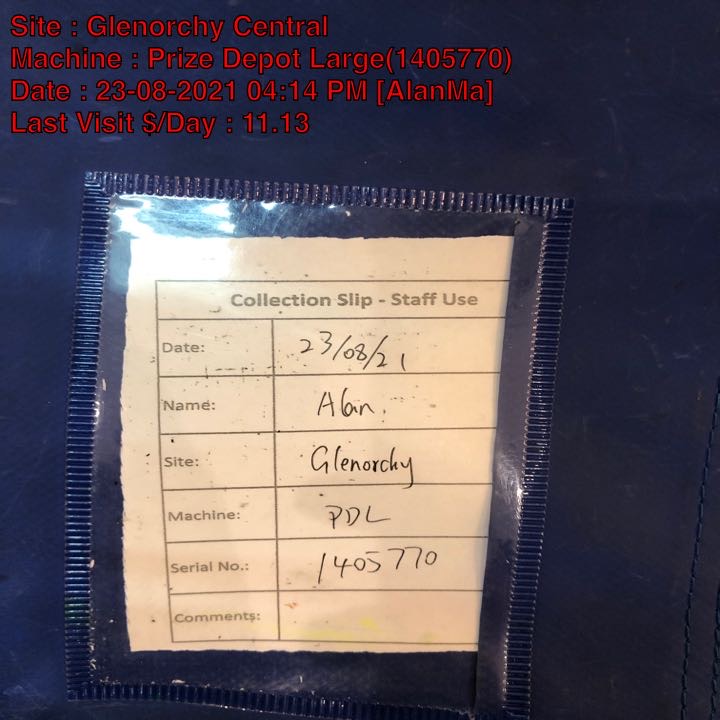 Site : Glenorchy Central
Machine : Prize Depot Large(1405770)
Date : 23-08-2021 04:14 PM [AlanMa]
Last Visit $/Day : 11.13
Collection Slip - Staff Use
Date: 23/08/21
Name: Alan.
Site: Glenorchy
Machine: PDL
Serial No.: 1405770
Comments: